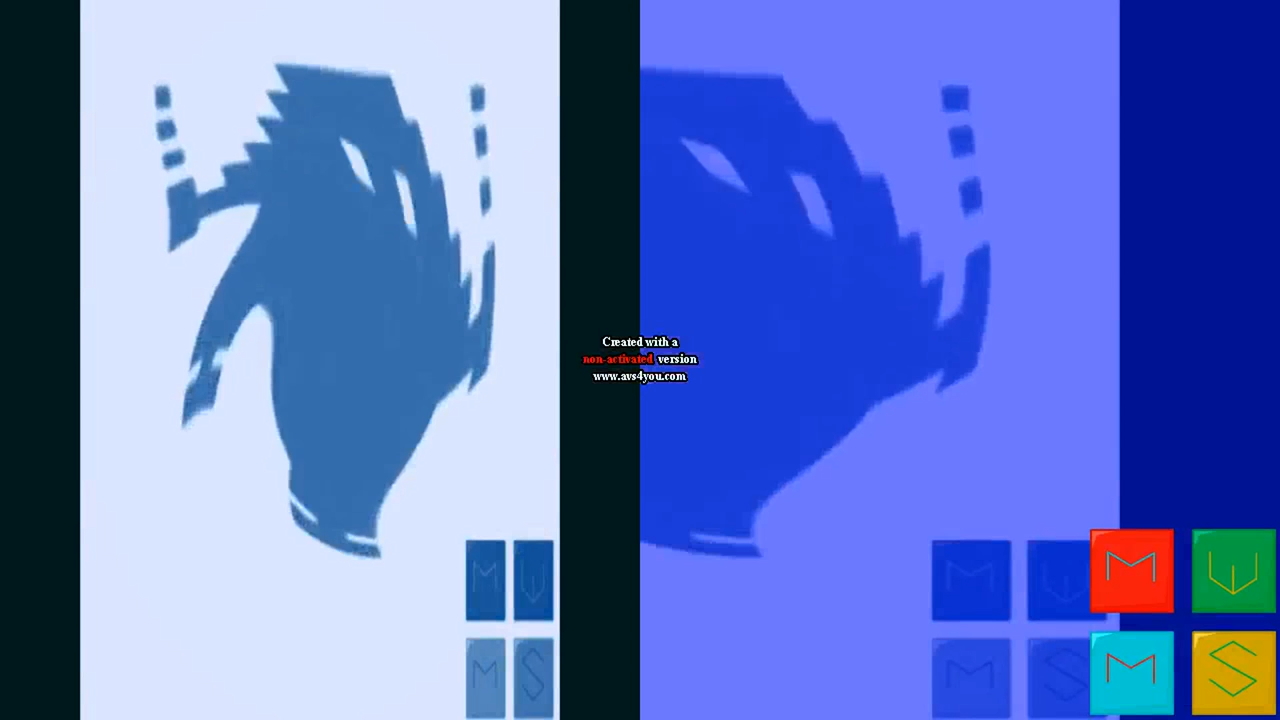 Created with a
non-activated version
www.avs4you.com
M W
M S
M W M W
M S M S